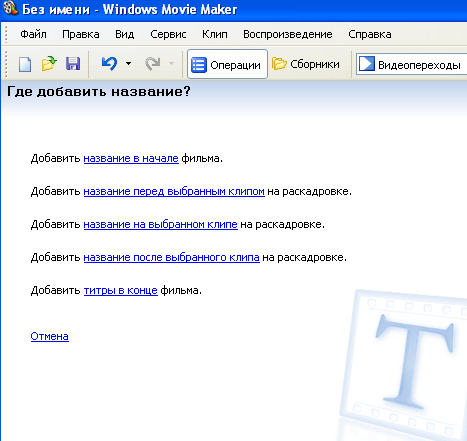 Без имени - Windows Movie Maker
Файл Правка Вид Сервис Клип Воспроизведение Справка
Операции Сборники Видеопереходы
Где добавить название?
Добавить название в начале фильма.
Добавить название перед выбранным клипом на раскадровке.
Добавить название на выбранном клипе на раскадровке.
Добавить название после выбранного клипа на раскадровке.
Добавить титры в конце фильма.
Отмена
T